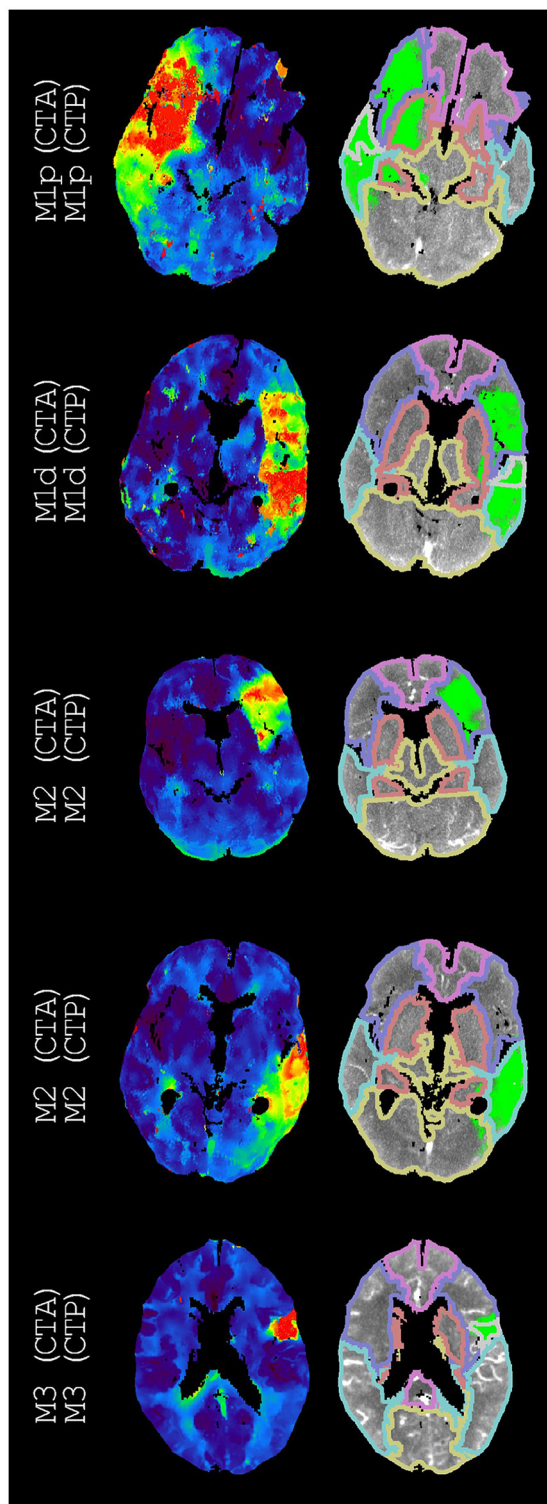 M1p (CTA)
M1p (CTP)
M1d (CTA)
M1d (CTP)
M2 (CTA)
M2 (CTP)
M2 (CTA)
M2 (CTP)
M3 (CTA)
M3 (CTP)